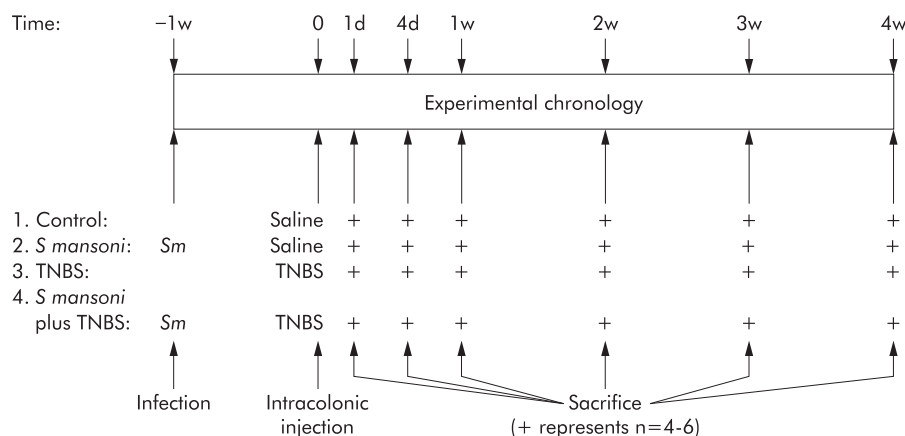 Time: −1w 0 1d 4d 1w 2w 3w 4w
Experimental chronology
1. Control: Saline + + + + + +
2. S mansoni: Sm Saline + + + + + +
3. TNBS: TNBS + + + + + +
4. S mansoni
plus TNBS: Sm TNBS + + + + + +
Infection Intracolonic Sacrifice
injection (+ represents n=4-6)